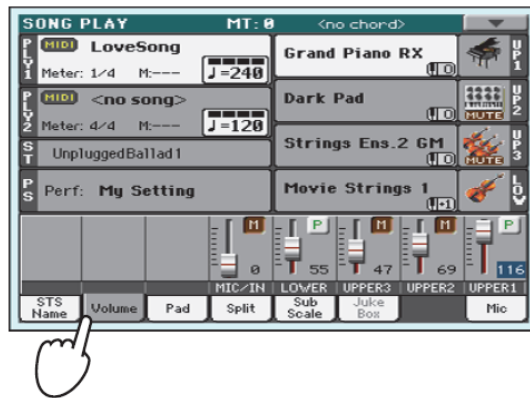 SONG PLAY MT: 0 <no chord>
PLY1 MIDI LoveSong
Meter: 1/4 M:--- ♩=240
Grand Piano RX 0 UP1
PLY2 MIDI <no song>
Meter: 4/4 M:--- ♩=120
Dark Pad 0 MUTE UP2
ST UnpluggedBallad1
Strings Ens.2 GM 0 MUTE UP3
PS Perf: My Setting
Movie Strings 1 +1 LOW
M P M M P
0 55 47 69 116
MIC/IN LOWER UPPER3 UPPER2 UPPER1
STS Name Volume Pad Split Sub Scale Juke Box Mic